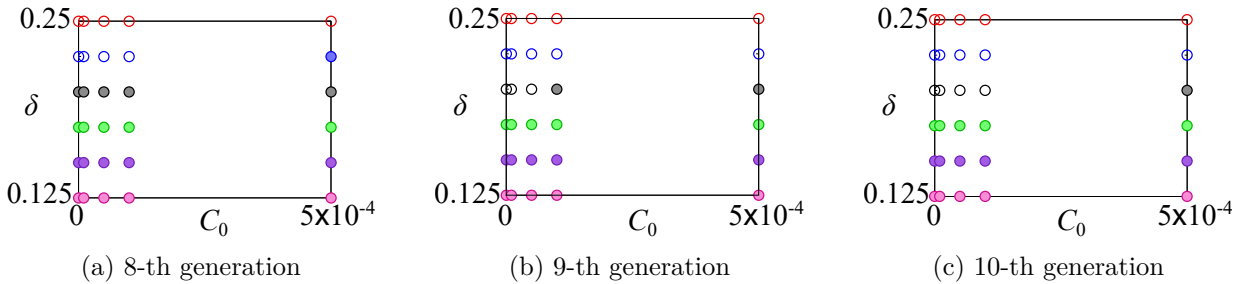 0.25
δ
0.125
0
C₀
5x10⁻⁴
(a) 8-th generation
0.25
δ
0.125
0
C₀
5x10⁻⁴
(b) 9-th generation
0.25
δ
0.125
0
C₀
5x10⁻⁴
(c) 10-th generation